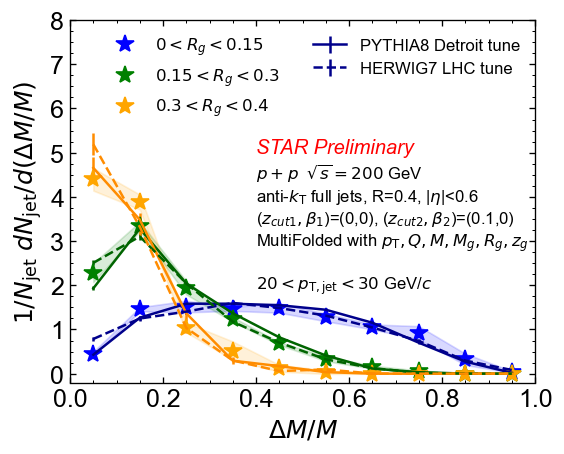 8
7
6
5
4
3
2
1
0
0.0 0.2 0.4 0.6 0.8 1.0
1/N_jet dN_jet/d(ΔM/M)
ΔM/M
0 < R_g < 0.15
0.15 < R_g < 0.3
0.3 < R_g < 0.4
PYTHIA8 Detroit tune
HERWIG7 LHC tune
STAR Preliminary
p + p √s = 200 GeV
anti-k_T full jets, R=0.4, |η|<0.6
(z_cut1, β_1)=(0,0), (z_cut2, β_2)=(0.1,0)
MultiFolded with p_T, Q, M, M_g, R_g, z_g
20 < p_T,jet < 30 GeV/c